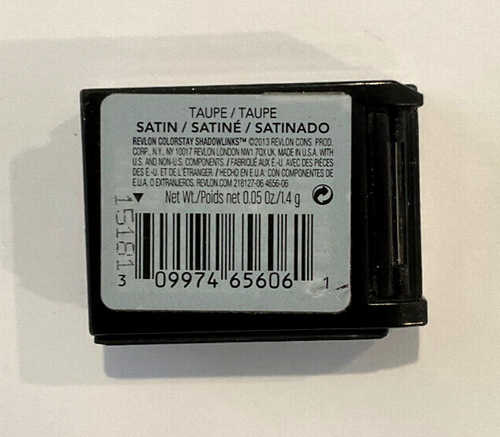 TAUPE / TAUPE
SATIN / SATINÉ / SATINADO
REVLON COLORSTAY SHADOWLINKS™ ©2013 REVLON CONS. PROD.
CORP., N.Y., NY 10017 REVLON LONDON NW1 7QX UK. MADE IN U.S.A. WITH
U.S. AND NON-U.S. COMPONENTS. / FABRIQUÉ AUX É.-U. AVEC DES PIÈCES
DES É.-U. ET DE L'ÉTRANGER. / HECHO EN E.U.A. CON COMPONENTES DE
E.U.A. O EXTRANJEROS. REVLON.COM 218127-06 4656-06
Net Wt./Poids net 0.05 Oz/1.4 g
15181
3 09974 65606 1